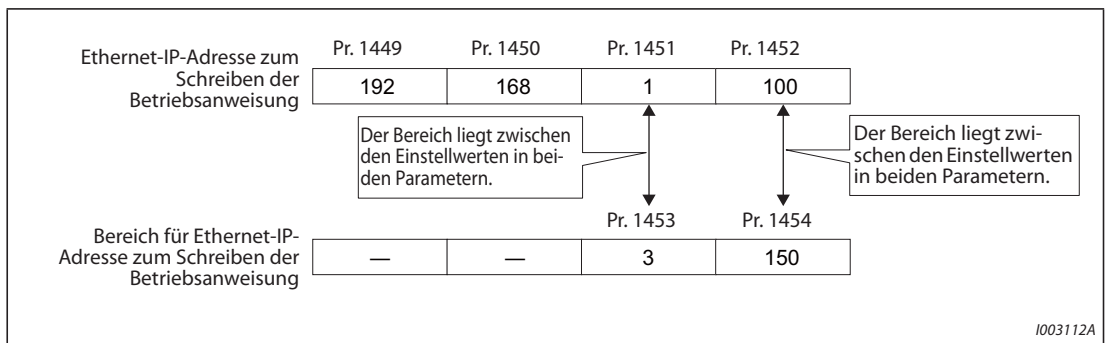 Ethernet-IP-Adresse zum
Schreiben der
Betriebsanweisung
Pr. 1449 Pr. 1450 Pr. 1451 Pr. 1452
192 168 1 100
Der Bereich liegt zwischen
den Einstellwerten in bei-
den Parametern.
Der Bereich liegt zwi-
schen den Einstellwerten
in beiden Parametern.
Pr. 1453 Pr. 1454
Bereich für Ethernet-IP-
Adresse zum Schreiben der
Betriebsanweisung
— — 3 150
I003112A